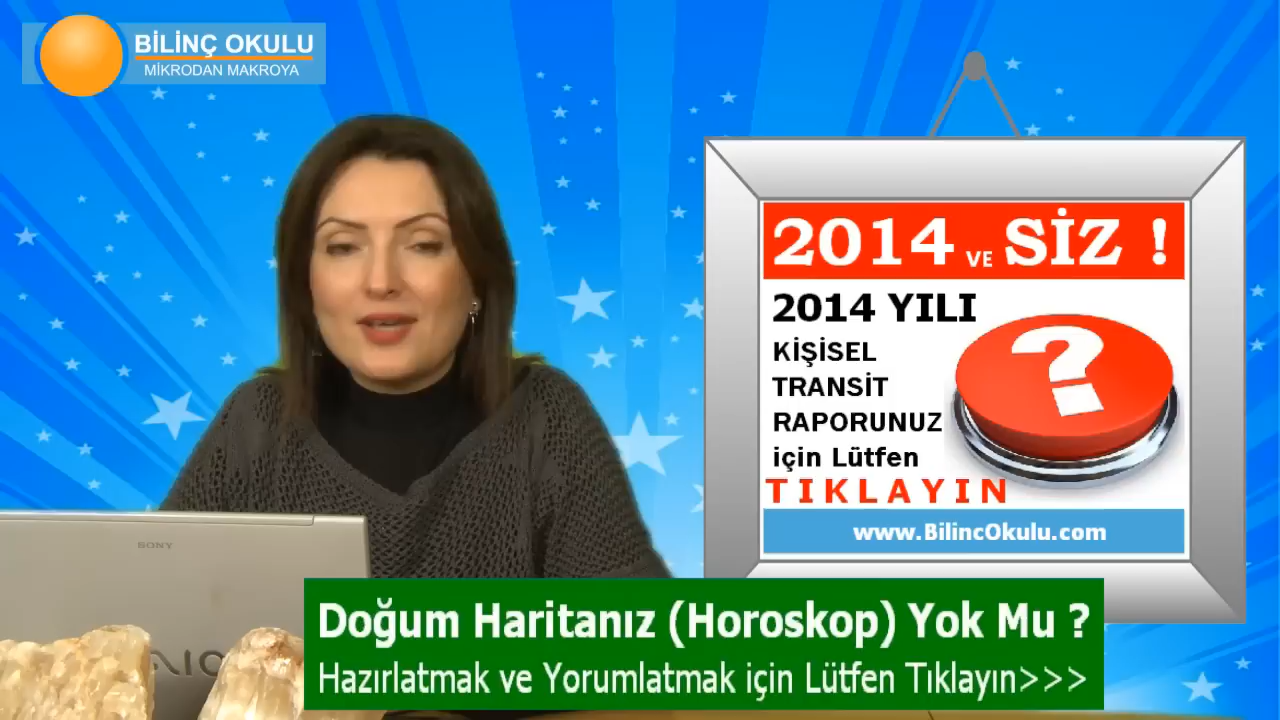 BİLİNÇ OKULU
MİKRODAN MAKROYA
2014 VE SİZ !
2014 YILI
KİŞİSEL
TRANSİT
RAPORUNUZ
için Lütfen
TIKLAYIN
?
www.BilincOkulu.com
SONY
Doğum Haritanız (Horoskop) Yok Mu ?
Hazırlatmak ve Yorumlatmak için Lütfen Tıklayın>>>